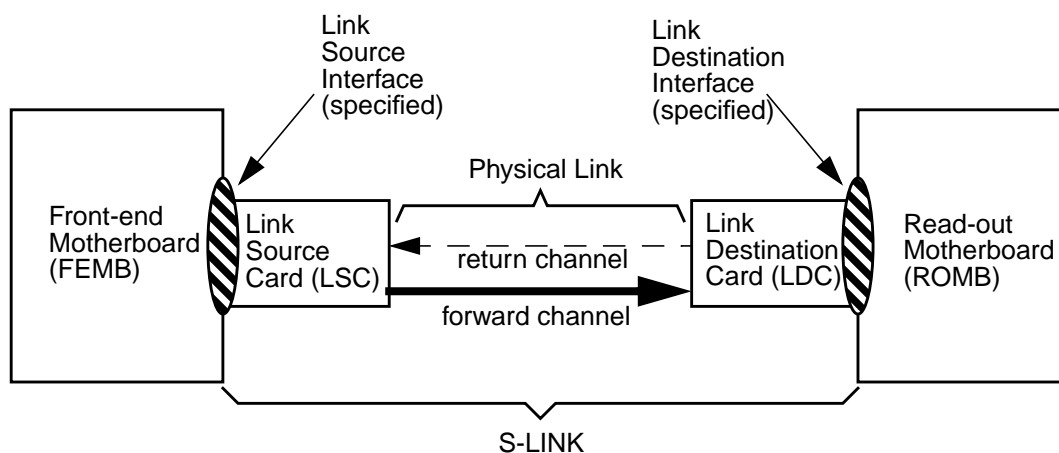 Link
Source
Interface
(specified)
Link
Destination
Interface
(specified)
Physical Link
Front-end
Motherboard
(FEMB)
Link
Source
Card (LSC)
return channel
forward channel
Link
Destination
Card (LDC)
Read-out
Motherboard
(ROMB)
S-LINK